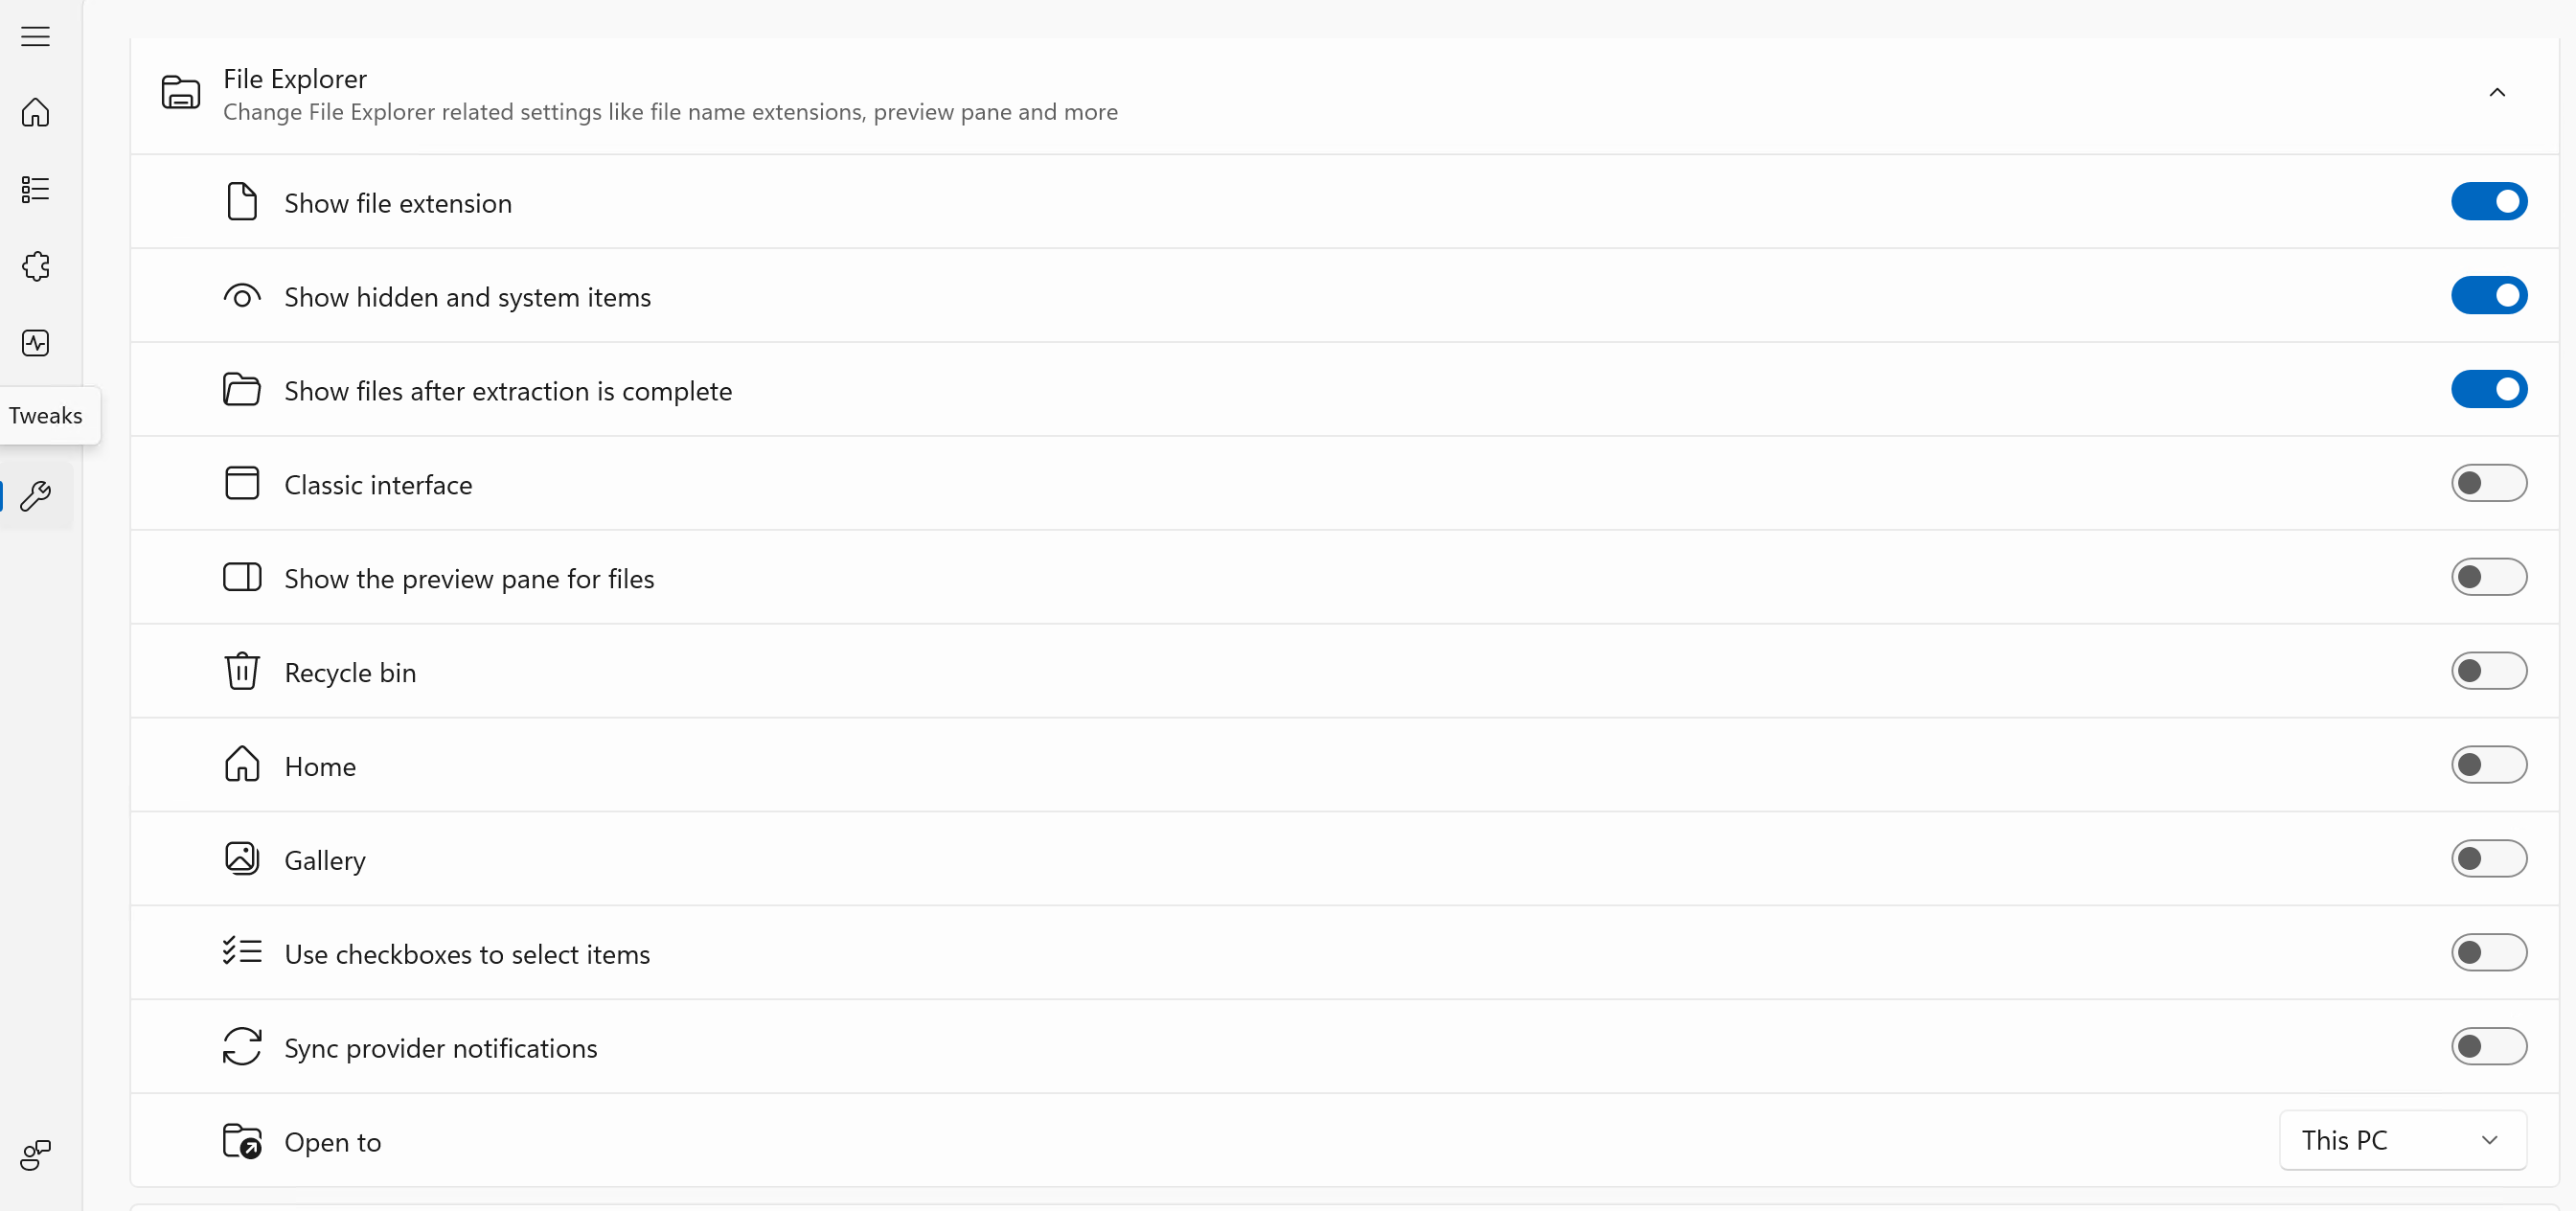 File Explorer
Change File Explorer related settings like file name extensions, preview pane and more
Show file extension
Show hidden and system items
Show files after extraction is complete
Tweaks
Classic interface
Show the preview pane for files
Recycle bin
Home
Gallery
Use checkboxes to select items
Sync provider notifications
Open to
This PC